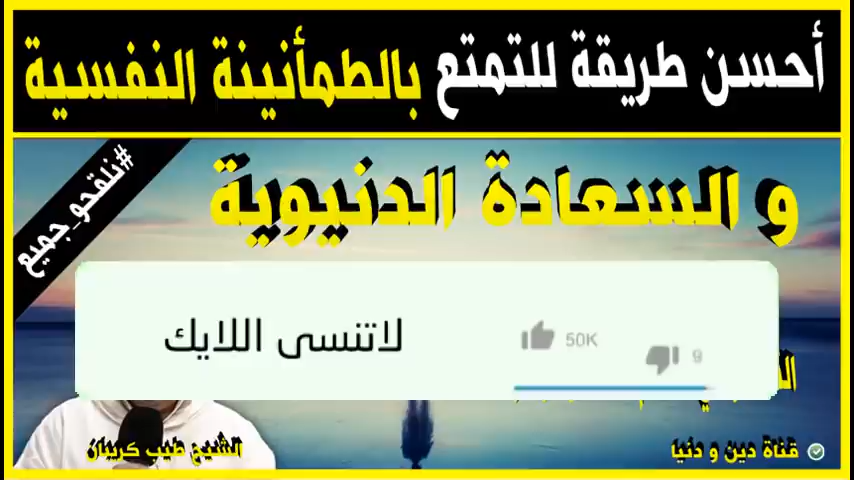 أحسن طريقة للتمتع بالطمأنينة النفسية
#نلقحو_جميع
و السعادة الدنيوية
لاتنسى اللايك
50K
9
الشيخ طيب كريبان
قناة دين و دنيا